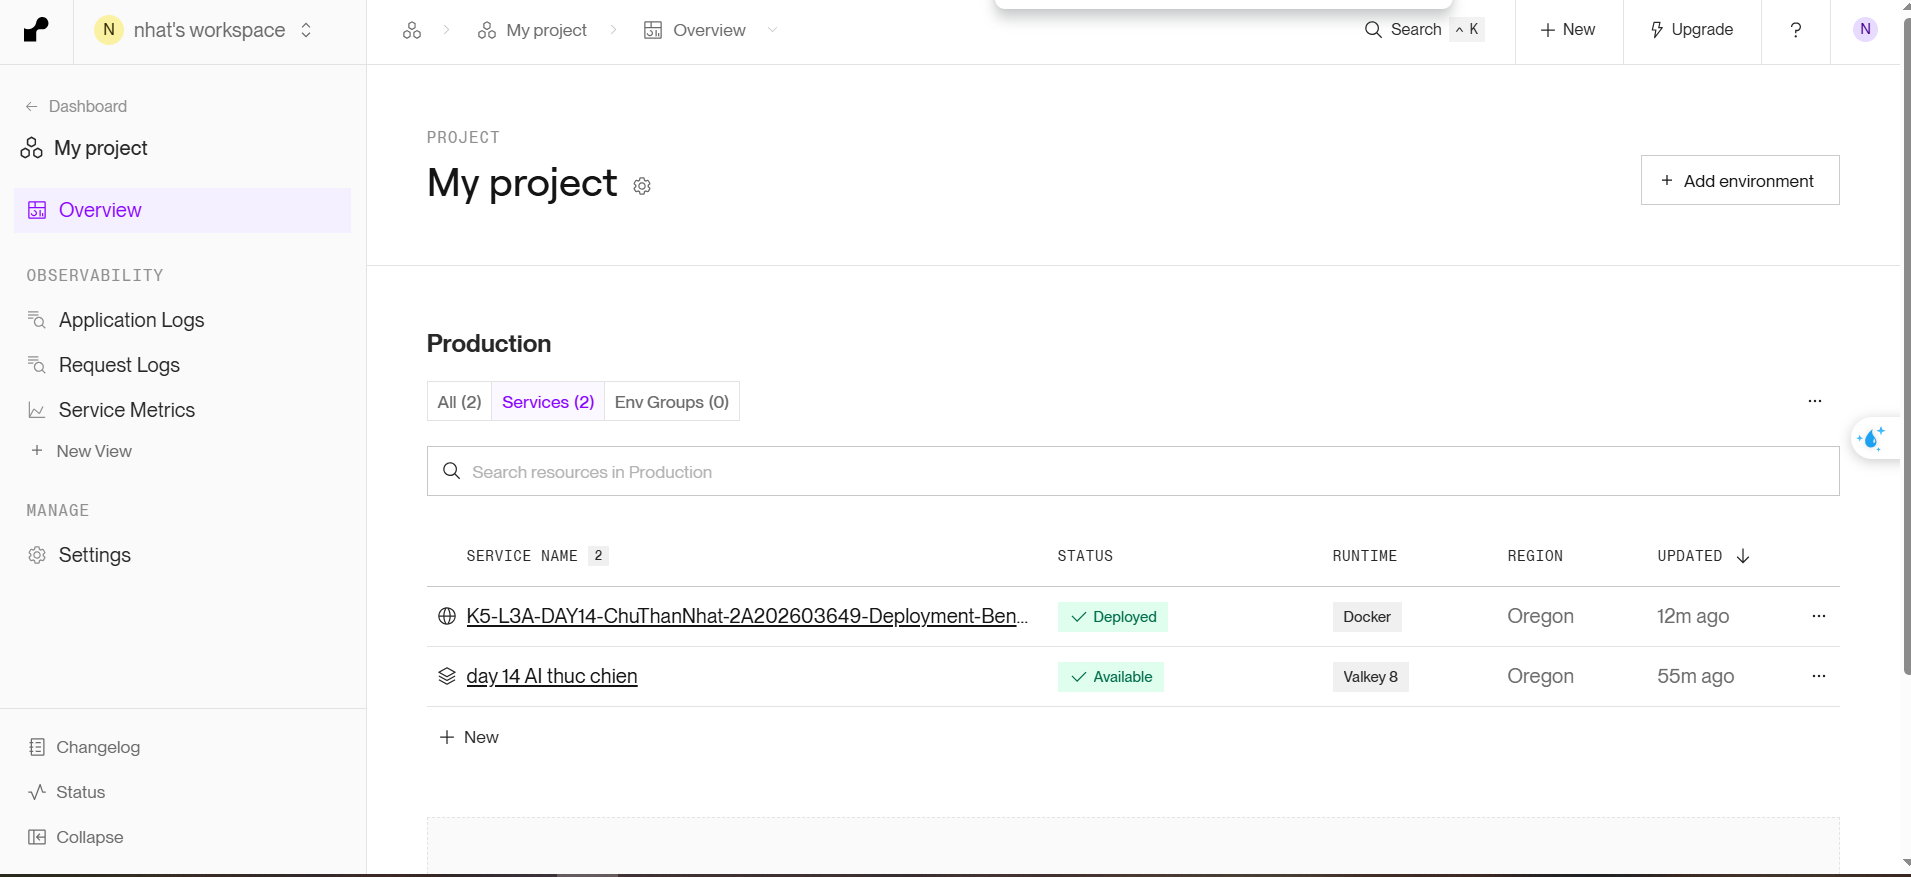 N nhat's workspace
My project
Overview
Search ^ K
+ New
Upgrade
?
N
← Dashboard
My project
Overview
OBSERVABILITY
Application Logs
Request Logs
Service Metrics
+ New View
MANAGE
Settings
Changelog
Status
Collapse
PROJECT
My project
+ Add environment
Production
All (2) Services (2) Env Groups (0)
...
Search resources in Production
SERVICE NAME 2 STATUS RUNTIME REGION UPDATED ↓
K5-L3A-DAY14-ChuThanNhat-2A202603649-Deployment-Ben... Deployed Docker Oregon 12m ago ...
day 14 AI thuc chien Available Valkey 8 Oregon 55m ago ...
+ New